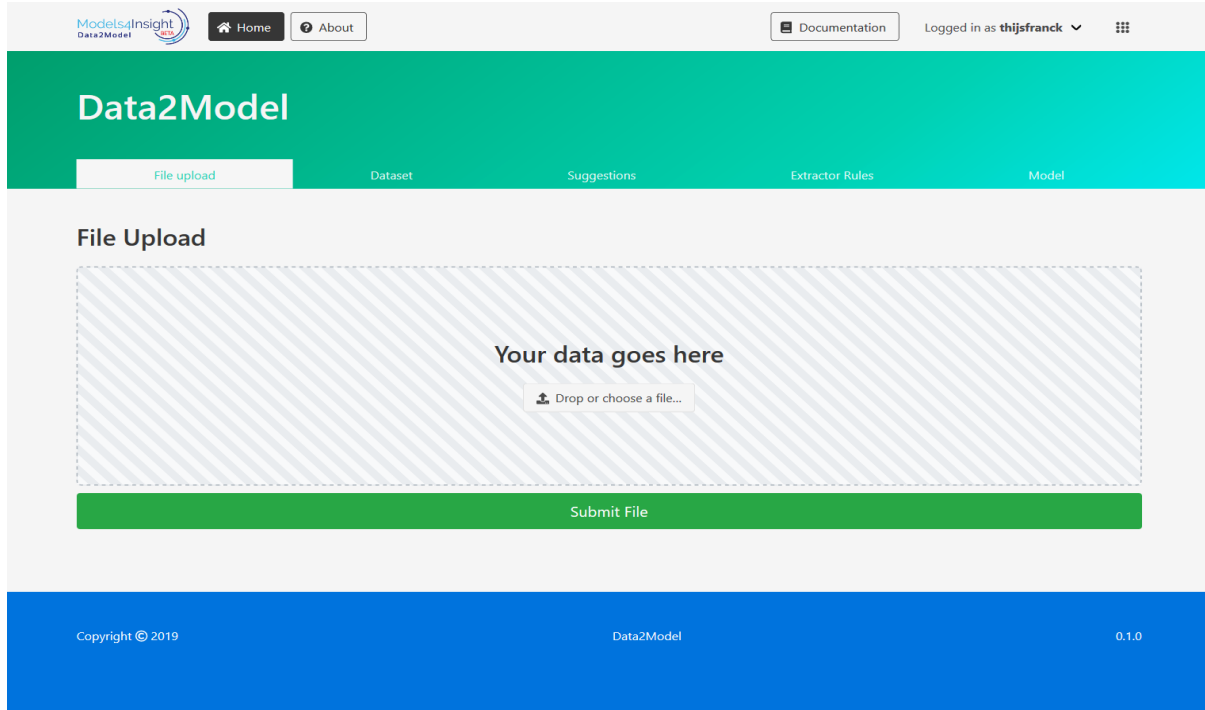 Models4Insight
Data2Model BETA
Home
About
Documentation
Logged in as thijsfranck
Data2Model
File upload
Dataset
Suggestions
Extractor Rules
Model
File Upload
Your data goes here
Drop or choose a file...
Submit File
Copyright © 2019
Data2Model
0.1.0